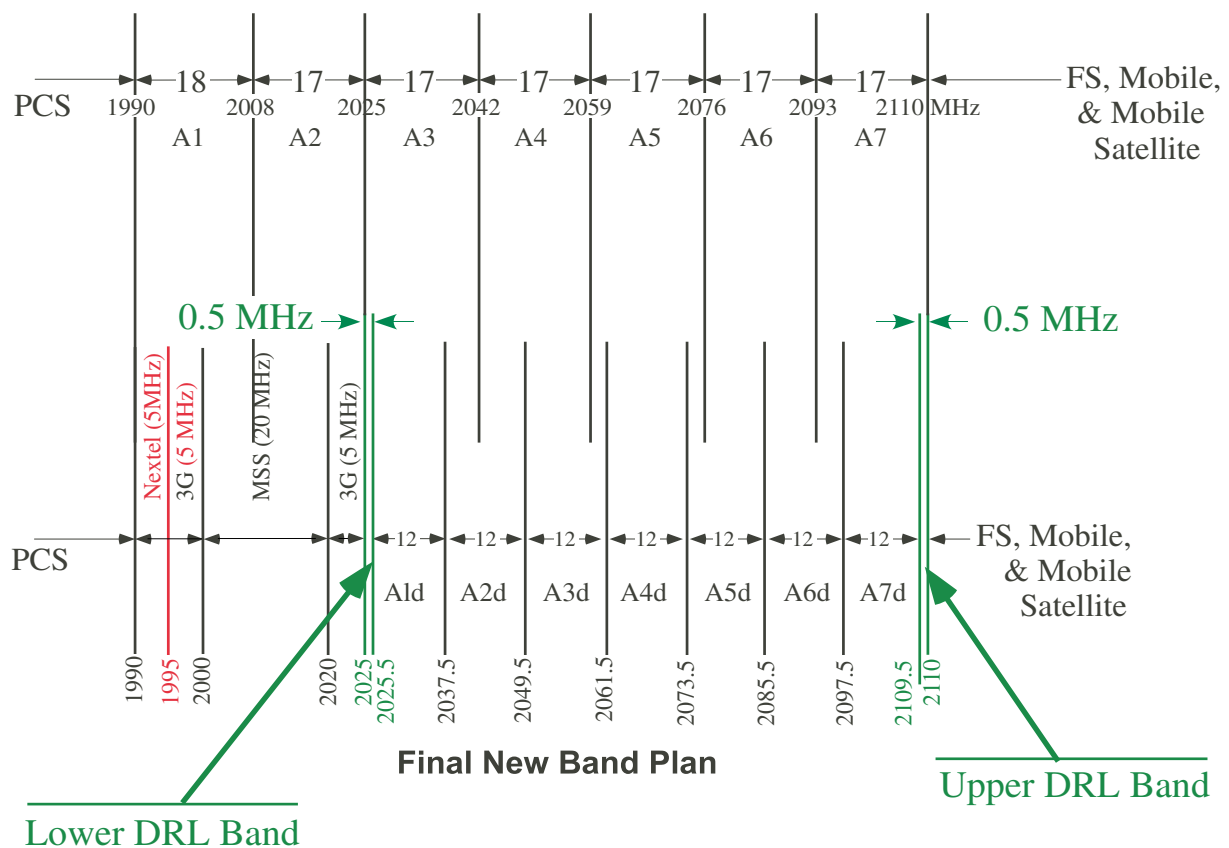 18 17 17 17 17 17 17
PCS
1990 2008 2025 2042 2059 2076 2093 2110 MHz
A1 A2 A3 A4 A5 A6 A7
FS, Mobile,
& Mobile
Satellite
0.5 MHz
0.5 MHz
Nextel (5MHz)
3G (5 MHz)
MSS (20 MHz)
3G (5 MHz)
PCS
12 12 12 12 12 12 12
AId A2d A3d A4d A5d A6d A7d
FS, Mobile,
& Mobile
Satellite
1990
1995
2000
2020
2025
2025.5
2037.5
2049.5
2061.5
2073.5
2085.5
2097.5
2109.5
2110
Final New Band Plan
Lower DRL Band
Upper DRL Band